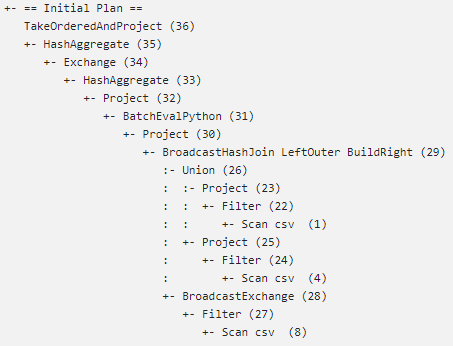 +- == Initial Plan ==
   TakeOrderedAndProject (36)
   +- HashAggregate (35)
      +- Exchange (34)
         +- HashAggregate (33)
            +- Project (32)
               +- BatchEvalPython (31)
                  +- Project (30)
                     +- BroadcastHashJoin LeftOuter BuildRight (29)
                        :- Union (26)
                        :  :- Project (23)
                        :  :  +- Filter (22)
                        :  :     +- Scan csv  (1)
                        :  +- Project (25)
                        :     +- Filter (24)
                        :        +- Scan csv  (4)
                        +- BroadcastExchange (28)
                           +- Filter (27)
                              +- Scan csv  (8)